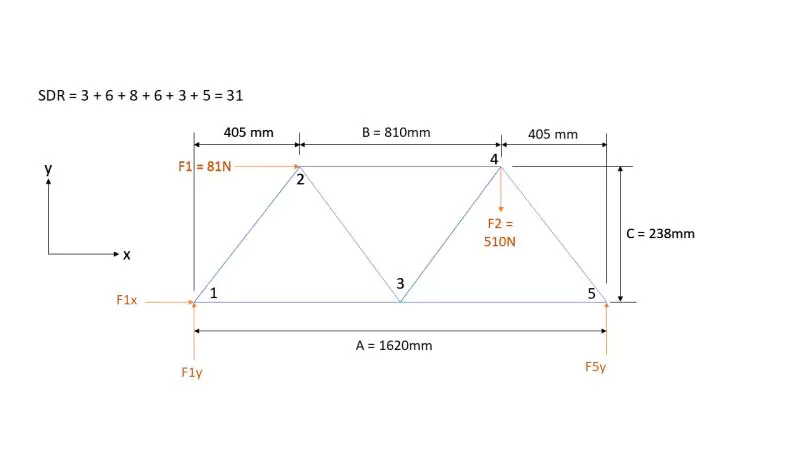 SDR = 3 + 6 + 8 + 6 + 3 + 5 = 31
405 mm
B = 810mm
405 mm
y
F1 = 81N
4
2
F2 =
510N
C = 238mm
x
3
1
5
F1x
A = 1620mm
F1y
F5y